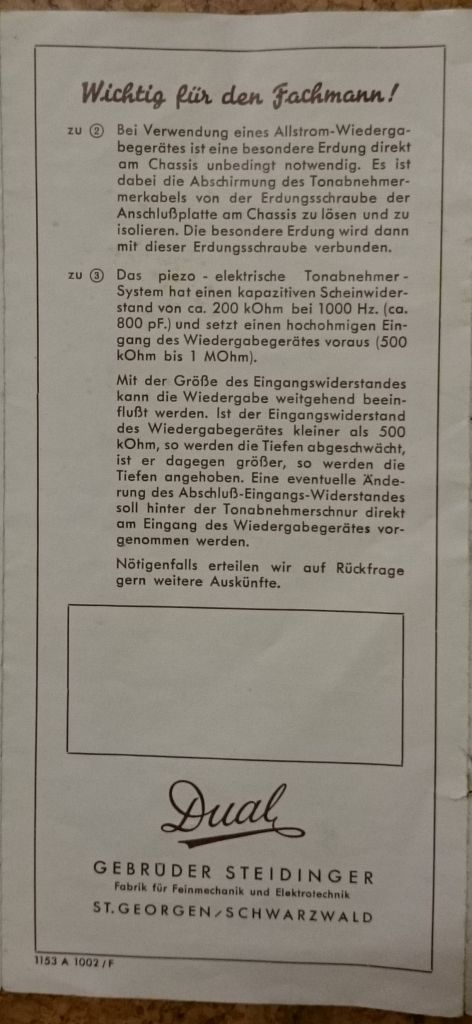 Wichtig für den Fachmann!
zu ② Bei Verwendung eines Allstrom-Wiederga-
begerätes ist eine besondere Erdung direkt
am Chassis unbedingt notwendig. Es ist
dabei die Abschirmung des Tonabnehmer-
merkabels von der Erdungsschraube der
Anschlußplatte am Chassis zu lösen und zu
isolieren. Die besondere Erdung wird dann
mit dieser Erdungsschraube verbunden.
zu ③ Das piezo - elektrische Tonabnehmer -
System hat einen kapazitiven Scheinwider-
stand von ca. 200 kOhm bei 1000 Hz. (ca.
800 pF.) und setzt einen hochohmigen Ein-
gang des Wiedergabegerätes voraus (500
kOhm bis 1 MOhm).
Mit der Größe des Eingangswiderstandes
kann die Wiedergabe weitgehend beein-
flußt werden. Ist der Eingangswiderstand
des Wiedergabegerätes kleiner als 500
kOhm, so werden die Tiefen abgeschwächt,
ist er dagegen größer, so werden die
Tiefen angehoben. Eine eventuelle Ände-
rung des Abschluß-Eingangs-Widerstandes
soll hinter der Tonabnehmerschnur direkt
am Eingang des Wiedergabegerätes vor-
genommen werden.
Nötigenfalls erteilen wir auf Rückfrage
gern weitere Auskünfte.
Dual
GEBRÜDER STEIDINGER
Fabrik für Feinmechanik und Elektrotechnik
ST. GEORGEN/SCHWARZWALD
1153 A 1002/F